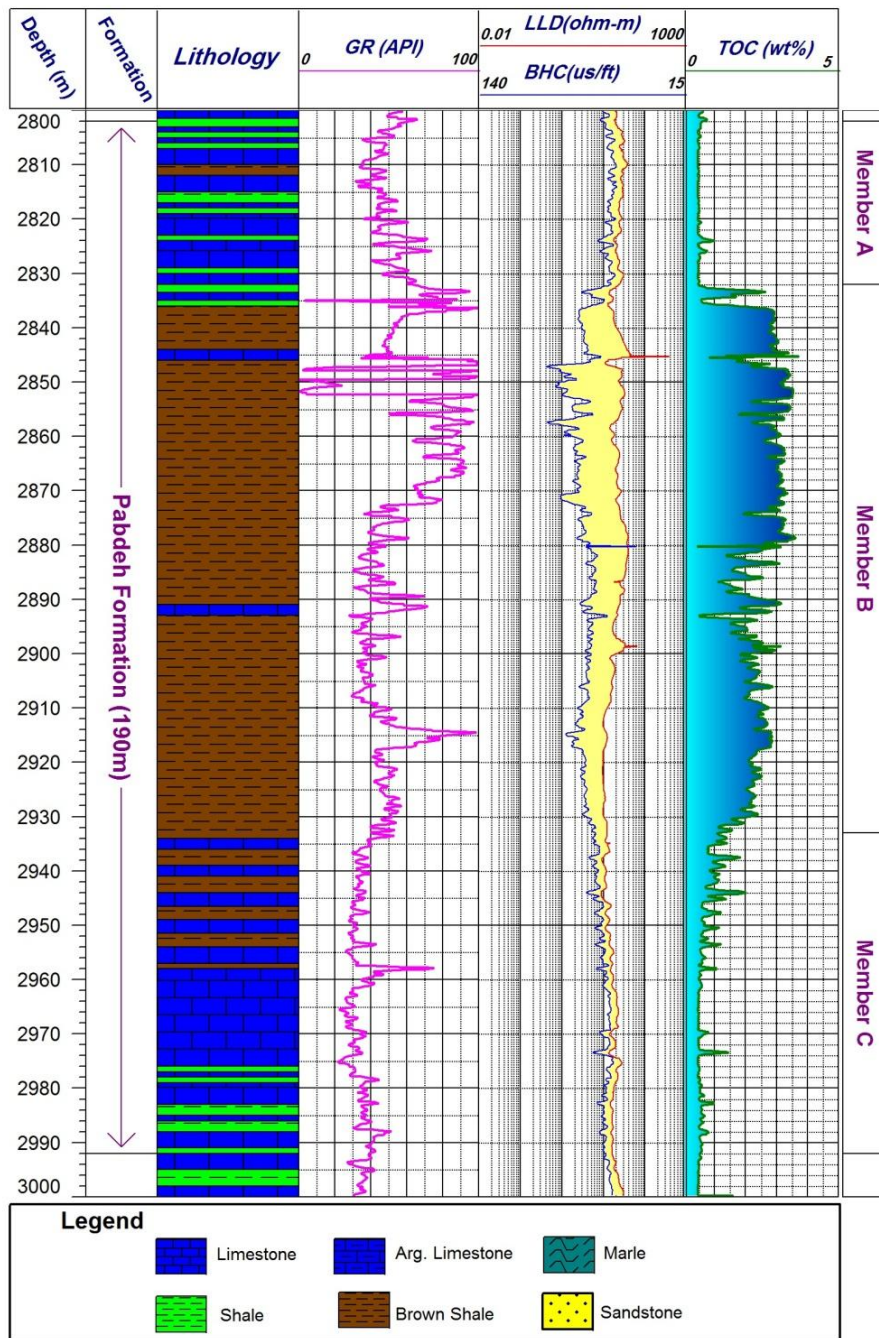 Depth (m)
Formation
Lithology
GR (API)
0 100
LLD(ohm-m)
0.01 1000
BHC(us/ft)
140 15
TOC (wt%)
0 5
2800
2810
2820
2830
2840
2850
2860
2870
2880
2890
2900
2910
2920
2930
2940
2950
2960
2970
2980
2990
3000
Pabdeh Formation (190m)
Member A
Member B
Member C
Legend
Limestone
Arg. Limestone
Marle
Shale
Brown Shale
Sandstone